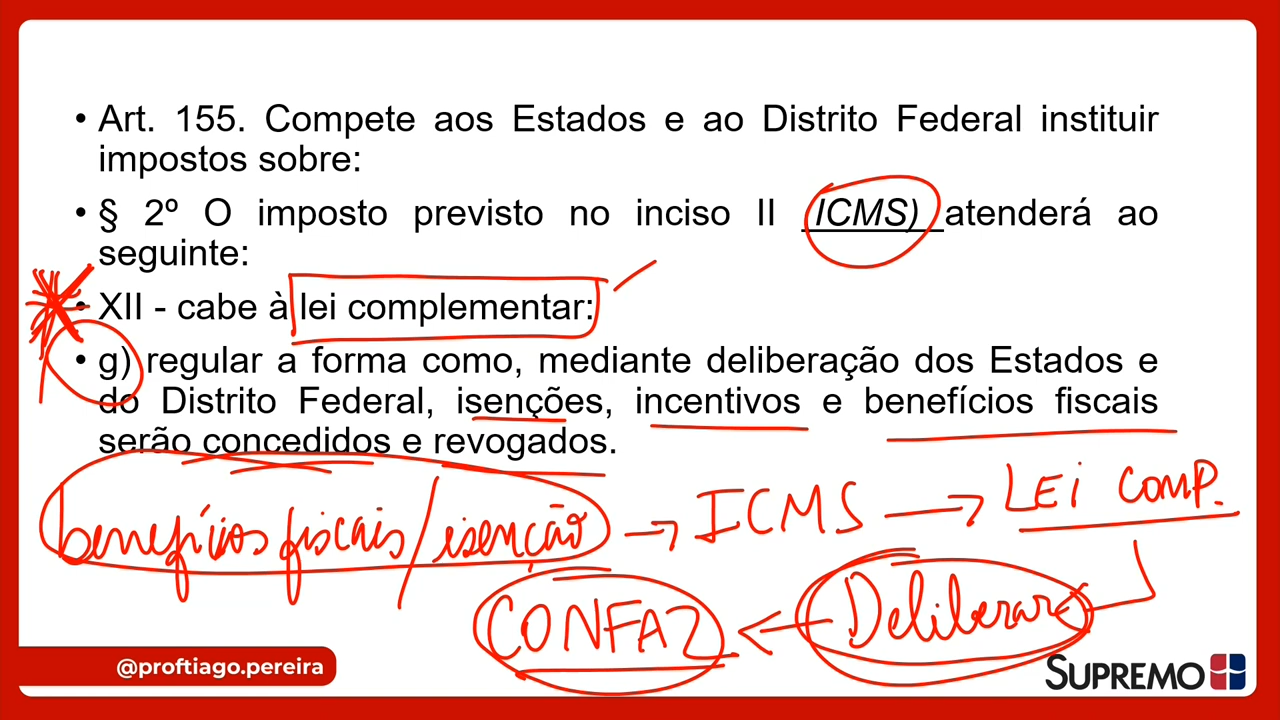 • Art. 155. Compete aos Estados e ao Distrito Federal instituir
impostos sobre:
• § 2º O imposto previsto no inciso II ICMS) atenderá ao
seguinte:
• XII - cabe à lei complementar:
• g) regular a forma como, mediante deliberação dos Estados e
do Distrito Federal, isenções, incentivos e benefícios fiscais
serão concedidos e revogados.
benefícios fiscais / isenção → ICMS → LEi COMP.
CONFAZ ← Deliberar
@proftiago.pereira
SUPREMO